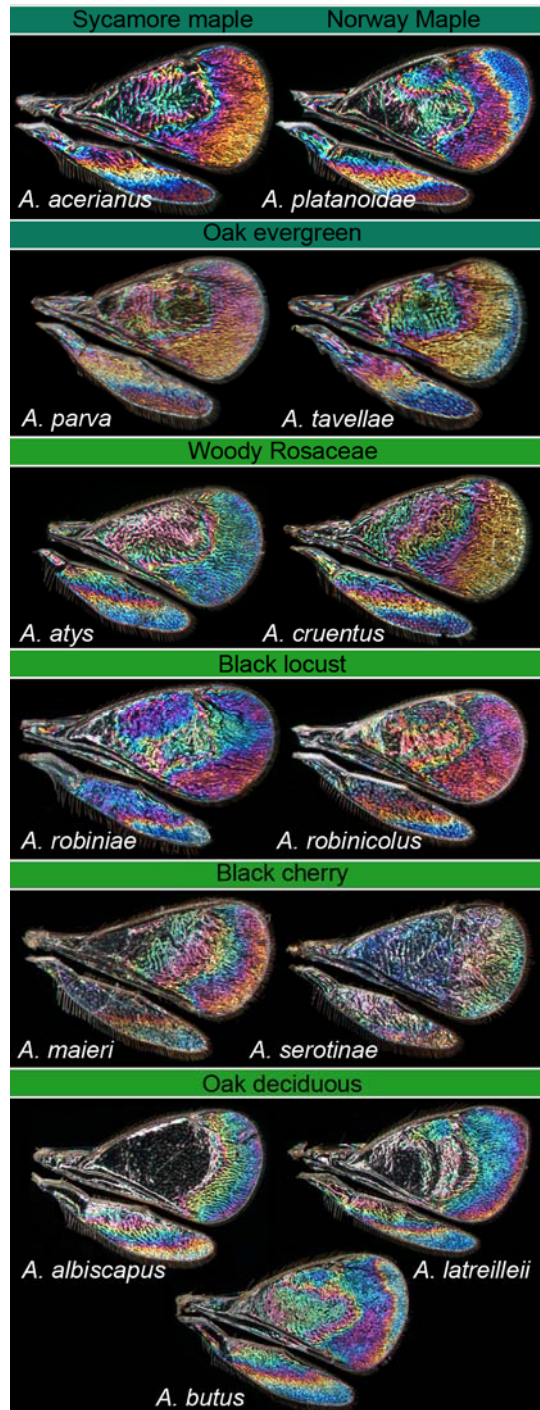 Sycamore maple Norway Maple
A. acerianus A. platanoidae
Oak evergreen
A. parva A. tavellae
Woody Rosaceae
A. atys A. cruentus
Black locust
A. robiniae A. robinicolus
Black cherry
A. maieri A. serotinae
Oak deciduous
A. albiscapus A. latreilleii
A. butus